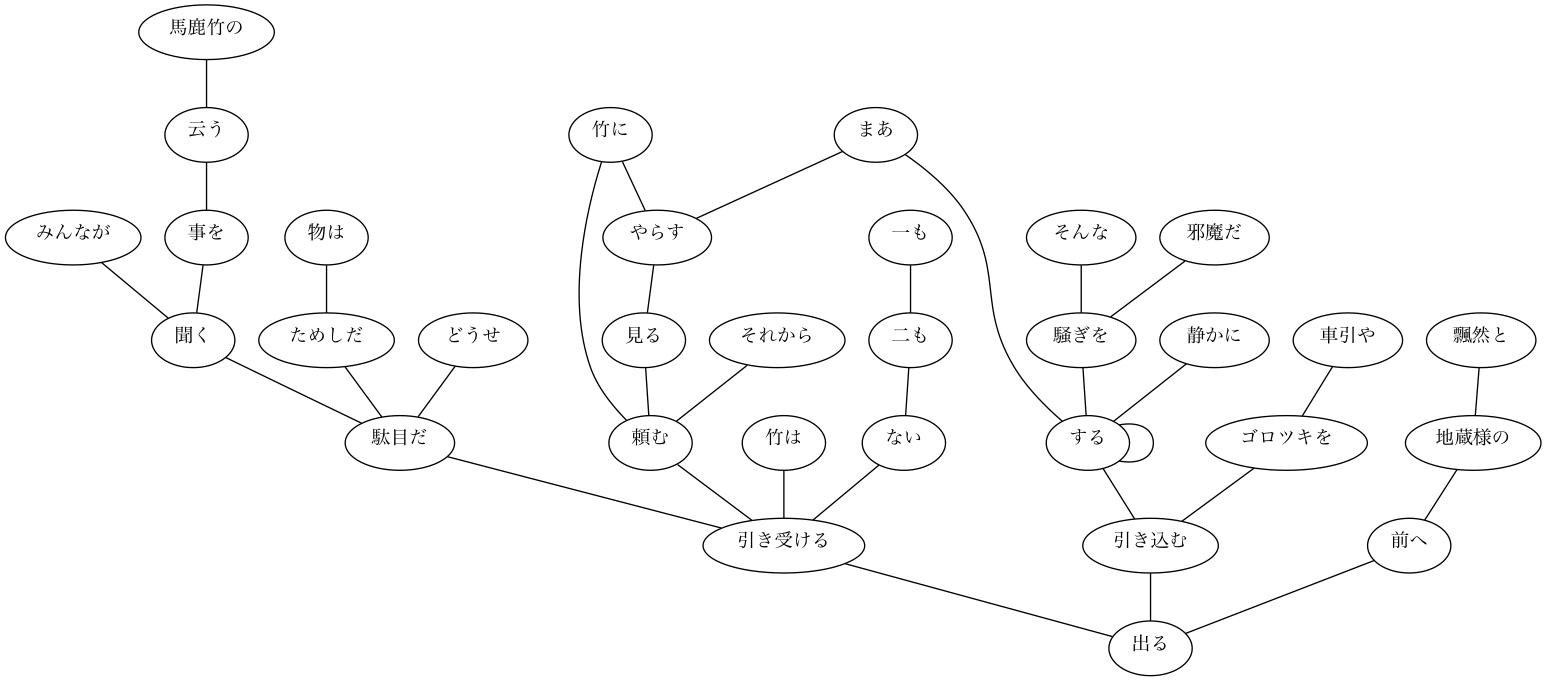 馬鹿竹の
云う
竹に
まあ
みんなが
事を
物は
やらす
一も
そんな
邪魔だ
聞く
ためしだ
どうせ
見る
それから
二も
騒ぎを
静かに
車引や
飄然と
駄目だ
頼む
竹は
ない
する
ゴロツキを
地蔵様の
引き受ける
引き込む
前へ
出る